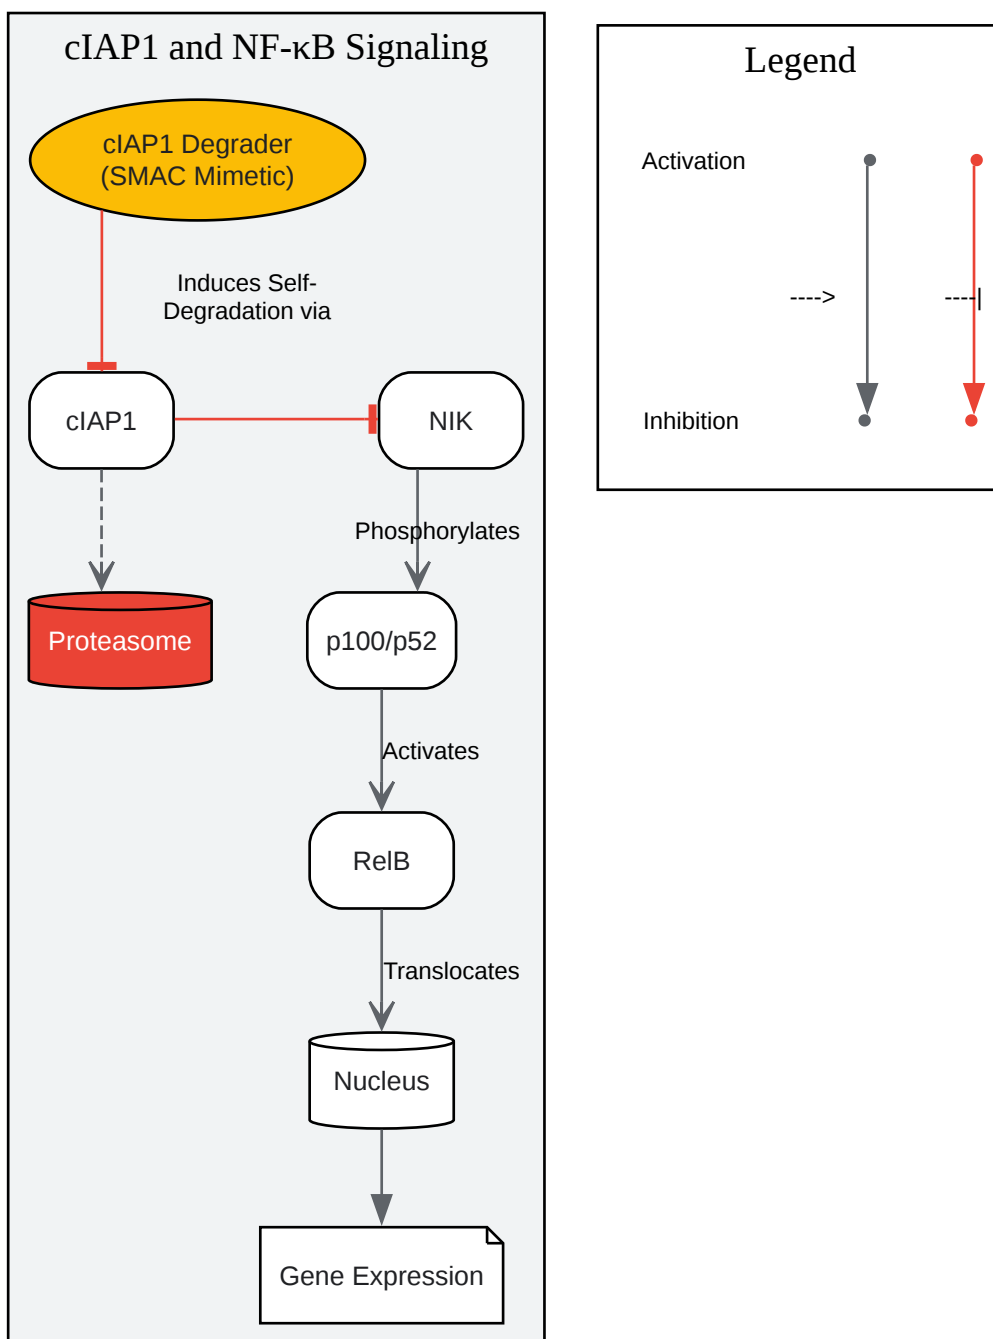 cIAP1 and NF-κB Signaling
cIAP1 Degrader
(SMAC Mimetic)
Induces Self-
Degradation via
cIAP1
NIK
Phosphorylates
Proteasome
p100/p52
Activates
RelB
Translocates
Nucleus
Gene Expression
Legend
Activation
---->
----|
Inhibition